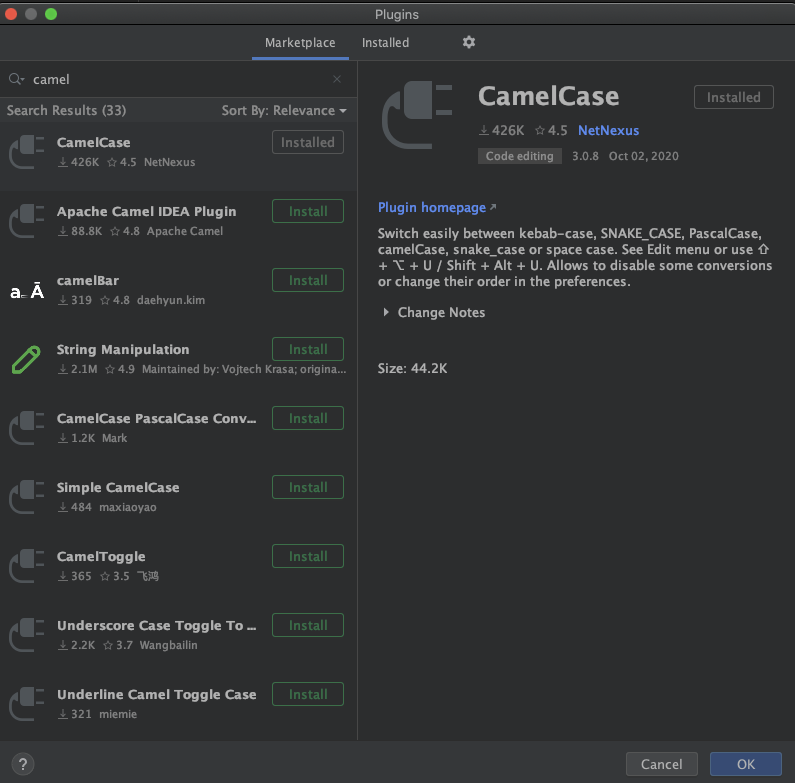 Plugins
Marketplace Installed
camel
Search Results (33) Sort By: Relevance
CamelCase Installed
426K 4.5 NetNexus
Apache Camel IDEA Plugin Install
88.8K 4.8 Apache Camel
camelBar Install
319 4.8 daehyun.kim
String Manipulation Install
2.1M 4.9 Maintained by: Vojtech Krasa; origina...
CamelCase PascalCase Conv... Install
1.2K Mark
Simple CamelCase Install
484 maxiaoyao
CamelToggle Install
365 3.5 飞鸿
Underscore Case Toggle To ... Install
2.2K 3.7 Wangbailin
Underline Camel Toggle Case Install
321 miemie
CamelCase Installed
426K 4.5 NetNexus
Code editing 3.0.8 Oct 02, 2020
Plugin homepage ↗
Switch easily between kebab-case, SNAKE_CASE, PascalCase,
camelCase, snake_case or space case. See Edit menu or use ⇧
+ ⌥ + U / Shift + Alt + U. Allows to disable some conversions
or change their order in the preferences.
Change Notes
Size: 44.2K
? Cancel OK